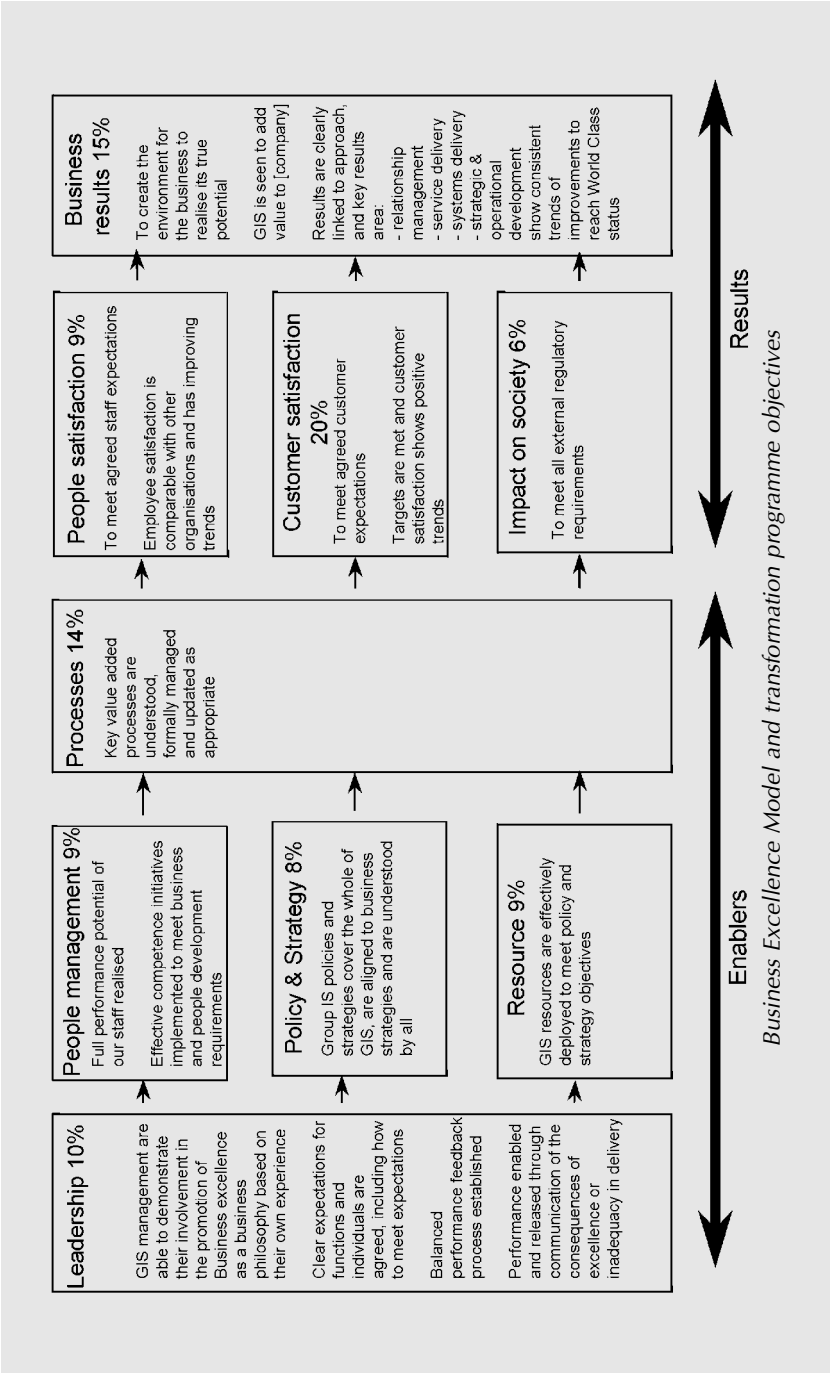 Leadership 10%
GIS management are
able to demonstrate
their involvement in
the promotion of
Business excellence
as a business
philosophy based on
their own experience
Clear expectations for
functions and
individuals are
agreed, including how
to meet expectations
Balanced
performance feedback
process established
Performance enabled
and released through
communication of the
consequences of
excellence or
inadequacy in delivery
People management 9%
Full performance potential of
our staff realised
Effective competence initiatives
implemented to meet business
and people development
requirements
Policy & Strategy 8%
Group IS policies and
strategies cover the whole of
GIS, are aligned to business
strategies and are understood
by all
Resource 9%
GIS resources are effectively
deployed to meet policy and
strategy objectives
Processes 14%
Key value added
processes are
understood,
formally managed
and updated as
appropriate
People satisfaction 9%
To meet agreed staff expectations
Employee satisfaction is
comparable with other
organisations and has improving
trends
Customer satisfaction
20%
To meet agreed customer
expectations
Targets are met and customer
satisfaction shows positive
trends
Impact on society 6%
To meet all external regulatory
requirements
Business
results 15%
To create the
environment for
the business to
realise its true
potential
GIS is seen to add
value to [company]
Results are clearly
linked to approach,
and key results
area:
- relationship
management
- service delivery
- systems delivery
- strategic &
operational
development
show consistent
trends of
improvements to
reach World Class
status
Enablers
Results
Business Excellence Model and transformation programme objectives